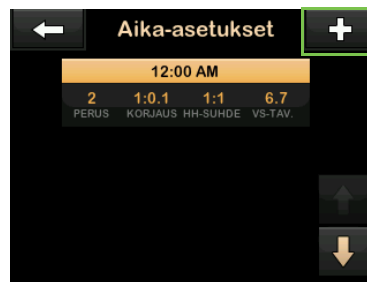 Aika-asetukset
12:00 AM
2 1:0.1 1:1 6.7
PERUS KORJAUS HH-SUHDE VS-TAV.